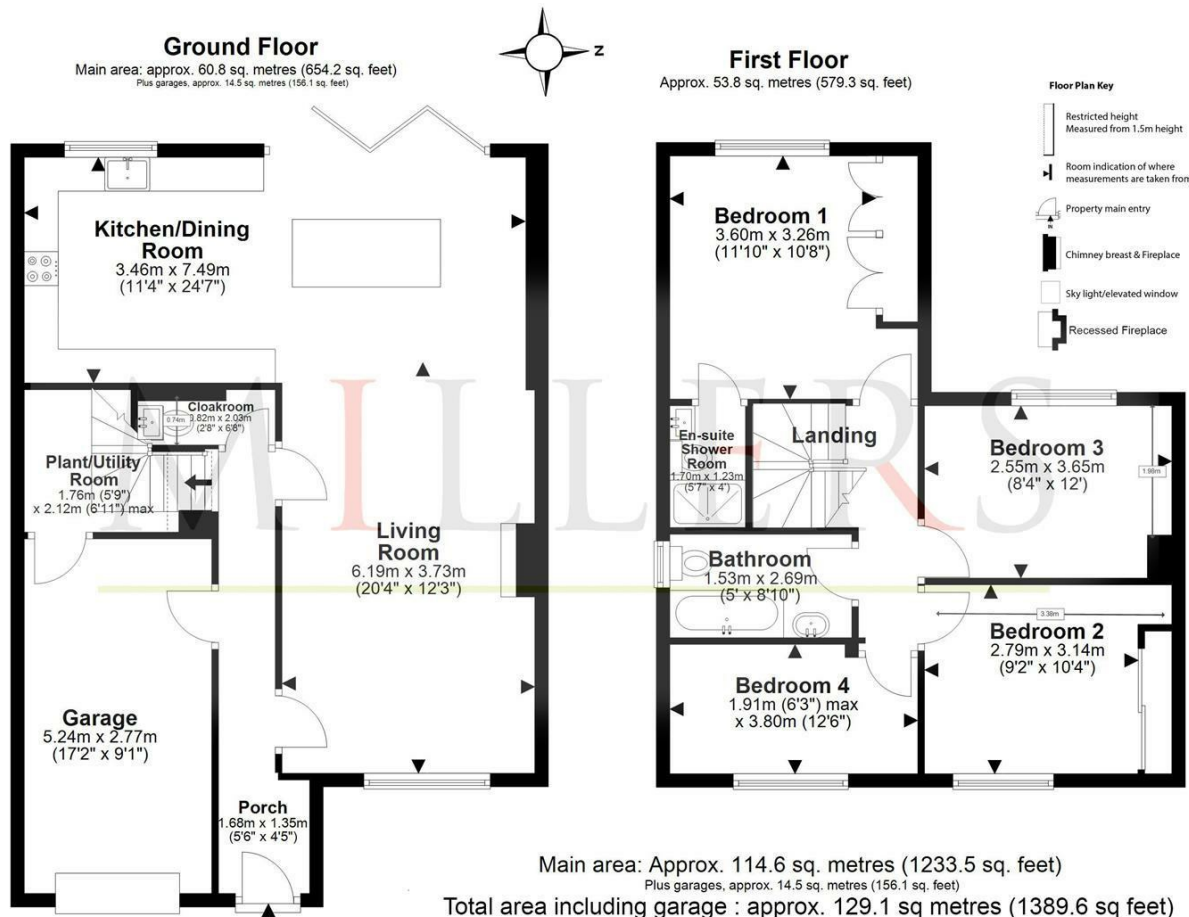 Ground Floor
Main area: approx. 60.8 sq. metres (654.2 sq. feet)
Plus garages, approx. 14.5 sq. metres (156.1 sq. feet)
Z
First Floor
Approx. 53.8 sq. metres (579.3 sq. feet)
Floor Plan Key
Restricted height
Measured from 1.5m height
Room indication of where
measurements are taken from
Property main entry
IN
Chimney breast & Fireplace
Sky light/elevated window
Recessed Fireplace
Kitchen/Dining
Room
3.46m x 7.49m
(11'4" x 24'7")
Cloakroom
0.82m x 2.03m
(2'8" x 6'8")
0.74m
Plant/Utility
Room
1.76m (5'9")
x 2.12m (6'11") max
Living
Room
6.19m x 3.73m
(20'4" x 12'3")
Garage
5.24m x 2.77m
(17'2" x 9'1")
Porch
1.68m x 1.35m
(5'6" x 4'5")
Bedroom 1
3.60m x 3.26m
(11'10" x 10'8")
En-suite
Shower
Room
1.70m x 1.23m
(5'7" x 4')
Landing
Bedroom 3
2.55m x 3.65m
(8'4" x 12')
1.98m
Bathroom
1.53m x 2.69m
(5' x 8'10")
3.38m
Bedroom 2
2.79m x 3.14m
(9'2" x 10'4")
Bedroom 4
1.91m (6'3") max
x 3.80m (12'6")
MILLERS
Main area: Approx. 114.6 sq. metres (1233.5 sq. feet)
Plus garages, approx. 14.5 sq. metres (156.1 sq. feet)
Total area including garage : approx. 129.1 sq metres (1389.6 sq feet)